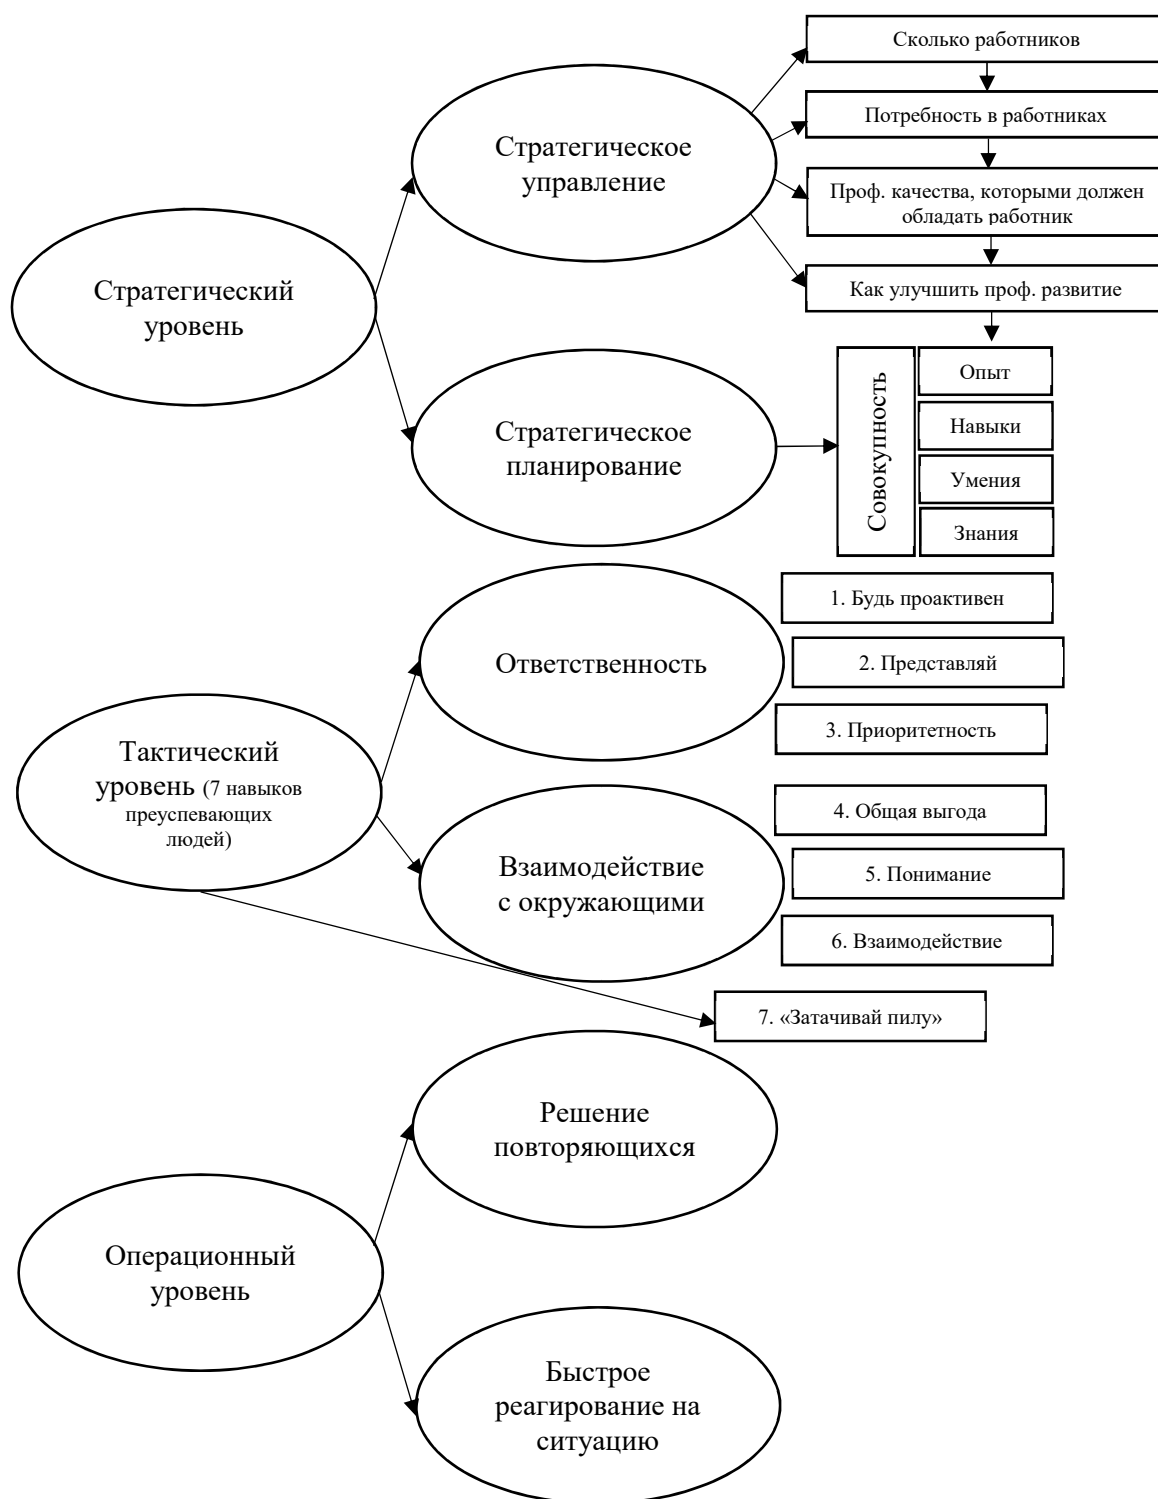 Сколько работников
Стратегическое
управление
Потребность в работниках
Проф. качества, которыми должен
обладать работник
Стратегический
уровень
Как улучшить проф. развитие
Стратегическое
планирование
Совокупность
Опыт
Навыки
Умения
Знания
1. Будь проактивен
Ответственность
2. Представляй
3. Приоритетность
Тактический
уровень (7 навыков
преуспевающих
людей)
4. Общая выгода
Взаимодействие
с окружающими
5. Понимание
6. Взаимодействие
7. «Затачивай пилу»
Решение
повторяющихся
Операционный
уровень
Быстрое
реагирование на
ситуацию